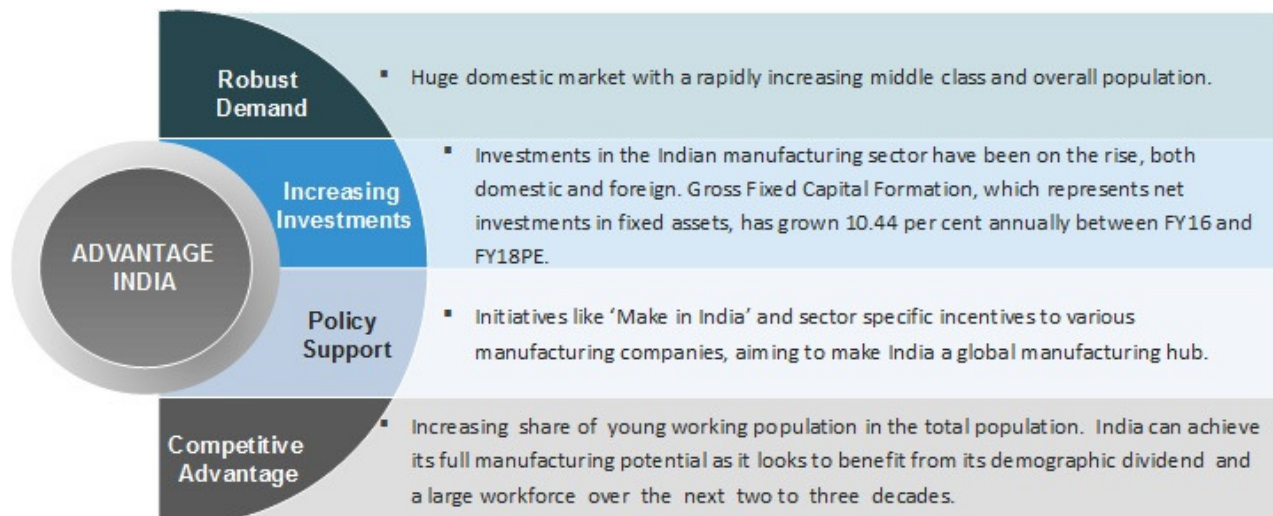 ADVANTAGE
INDIA
Robust
Demand
▪ Huge domestic market with a rapidly increasing middle class and overall population.
Increasing
Investments
▪ Investments in the Indian manufacturing sector have been on the rise, both
domestic and foreign. Gross Fixed Capital Formation, which represents net
investments in fixed assets, has grown 10.44 per cent annually between FY16 and
FY18PE.
Policy
Support
▪ Initiatives like ‘Make in India’ and sector specific incentives to various
manufacturing companies, aiming to make India a global manufacturing hub.
Competitive
Advantage
▪ Increasing share of young working population in the total population. India can achieve
its full manufacturing potential as it looks to benefit from its demographic dividend and
a large workforce over the next two to three decades.